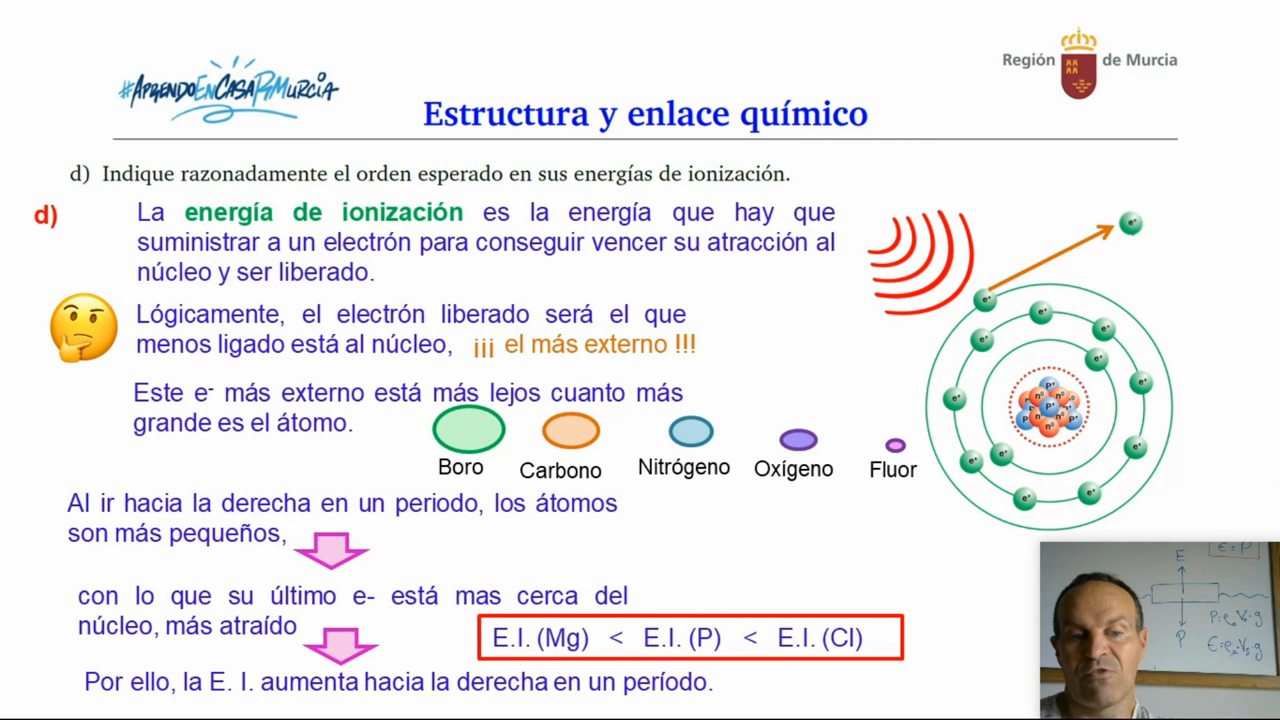 #AprendoEnCasaRMurcia
Región de Murcia
Estructura y enlace químico
d) Indique razonadamente el orden esperado en sus energías de ionización.
d)
La energía de ionización es la energía que hay que
suministrar a un electrón para conseguir vencer su atracción al
núcleo y ser liberado.
Lógicamente, el electrón liberado será el que
menos ligado está al núcleo, ¡¡¡ el más externo !!!
Este e- más externo está más lejos cuanto más
grande es el átomo.
Boro Carbono Nitrógeno Oxígeno Fluor
Al ir hacia la derecha en un periodo, los átomos
son más pequeños,
con lo que su último e- está mas cerca del
núcleo, más atraído
E.I. (Mg) < E.I. (P) < E.I. (Cl)
Por ello, la E. I. aumenta hacia la derecha en un período.
e⁺
e⁺
e⁺
e⁺
e⁺
e⁺
e⁺
e⁺
e⁺
e⁺
e⁺
e⁺
P⁺
n⁰
P⁺
n⁰
P⁺
n⁰
E = P
E
P